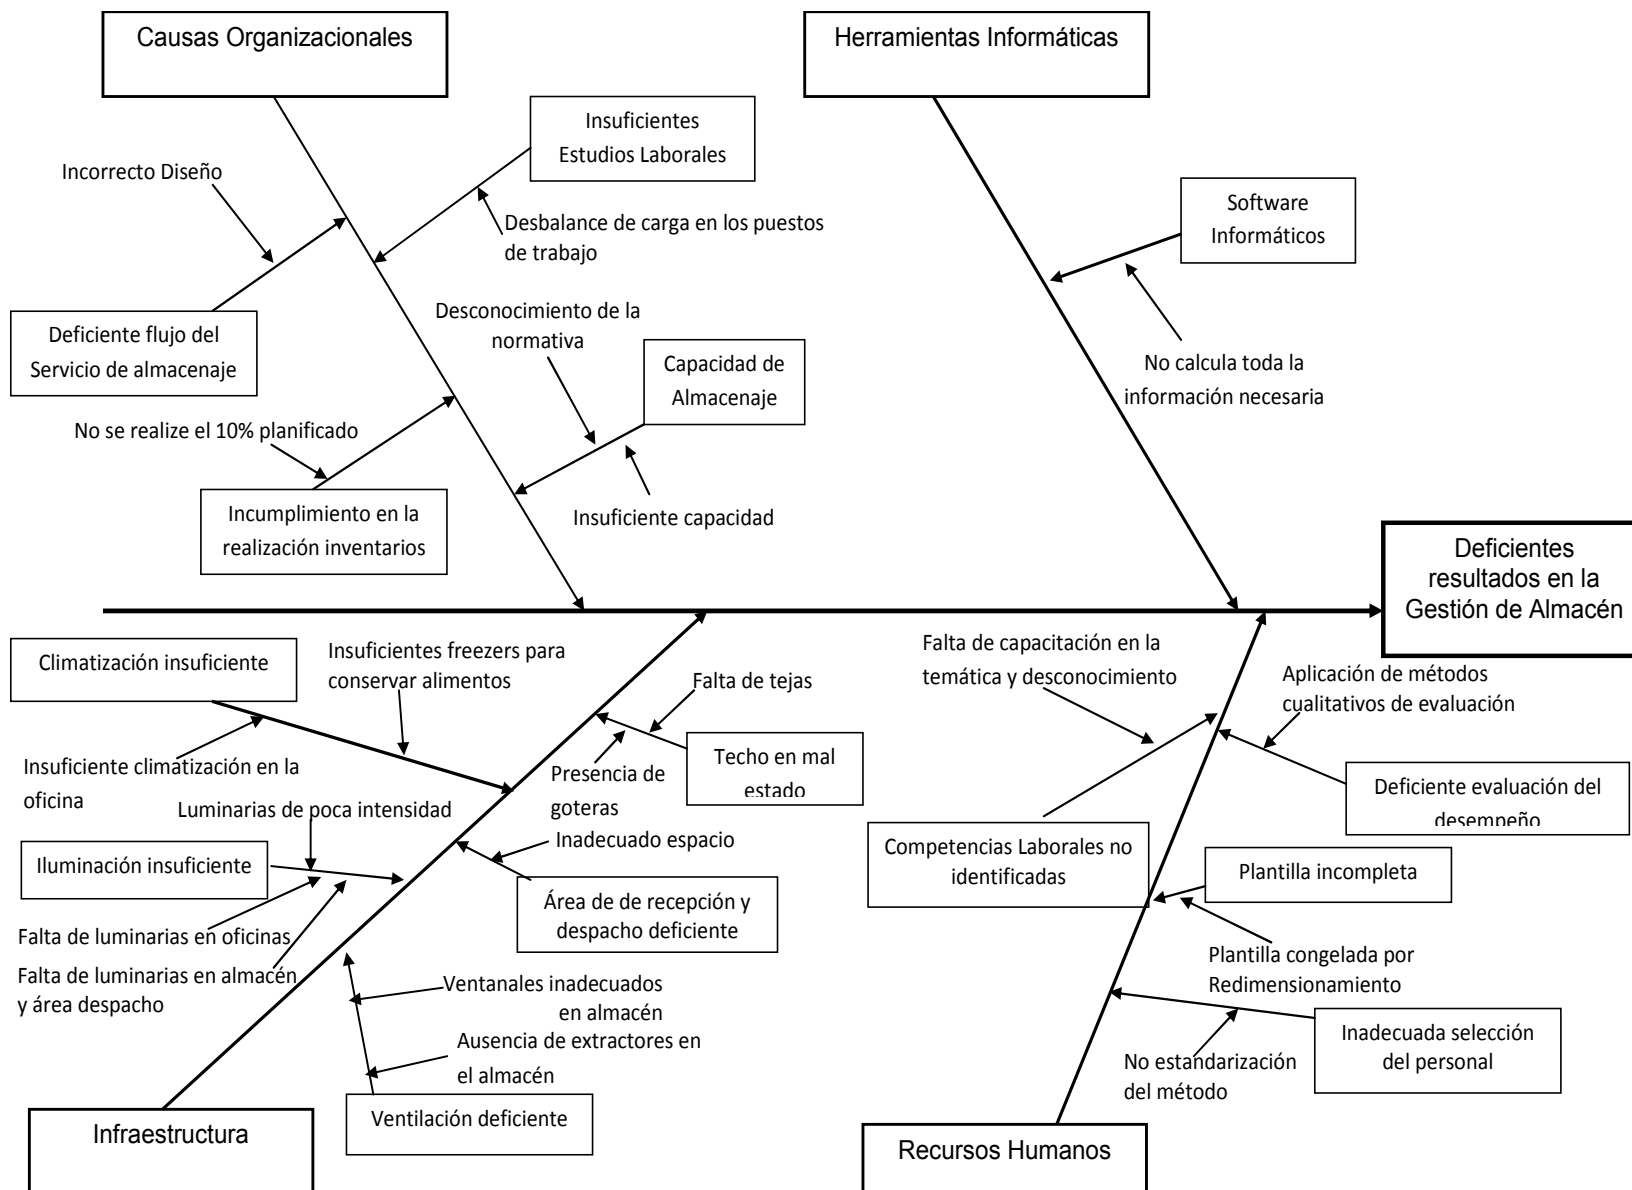 Causas Organizacionales
Herramientas Informáticas
Insuficientes
Estudios Laborales
Incorrecto Diseño
Desbalance de carga en los puestos
de trabajo
Software
Informáticos
Deficiente flujo del
Servicio de almacenaje
Desconocimiento de la
normativa
Capacidad de
Almacenaje
No calcula toda la
información necesaria
No se realize el 10% planificado
Incumplimiento en la
realización inventarios
Insuficiente capacidad
Deficientes
resultados en la
Gestión de Almacén
Climatización insuficiente
Insuficientes freezers para
conservar alimentos
Falta de tejas
Falta de capacitación en la
temática y desconocimiento
Aplicación de métodos
cualitativos de evaluación
Insuficiente climatización en la
oficina
Presencia de
goteras
Techo en mal
estado
Deficiente evaluación del
desempeño
Luminarias de poca intensidad
Iluminación insuficiente
Inadecuado espacio
Competencias Laborales no
identificadas
Plantilla incompleta
Área de de recepción y
despacho deficiente
Falta de luminarias en oficinas
Falta de luminarias en almacén
y área despacho
Plantilla congelada por
Redimensionamiento
Ventanales inadecuados
en almacén
Ausencia de extractores en
el almacén
Inadecuada selección
del personal
No estandarización
del método
Ventilación deficiente
Infraestructura
Recursos Humanos